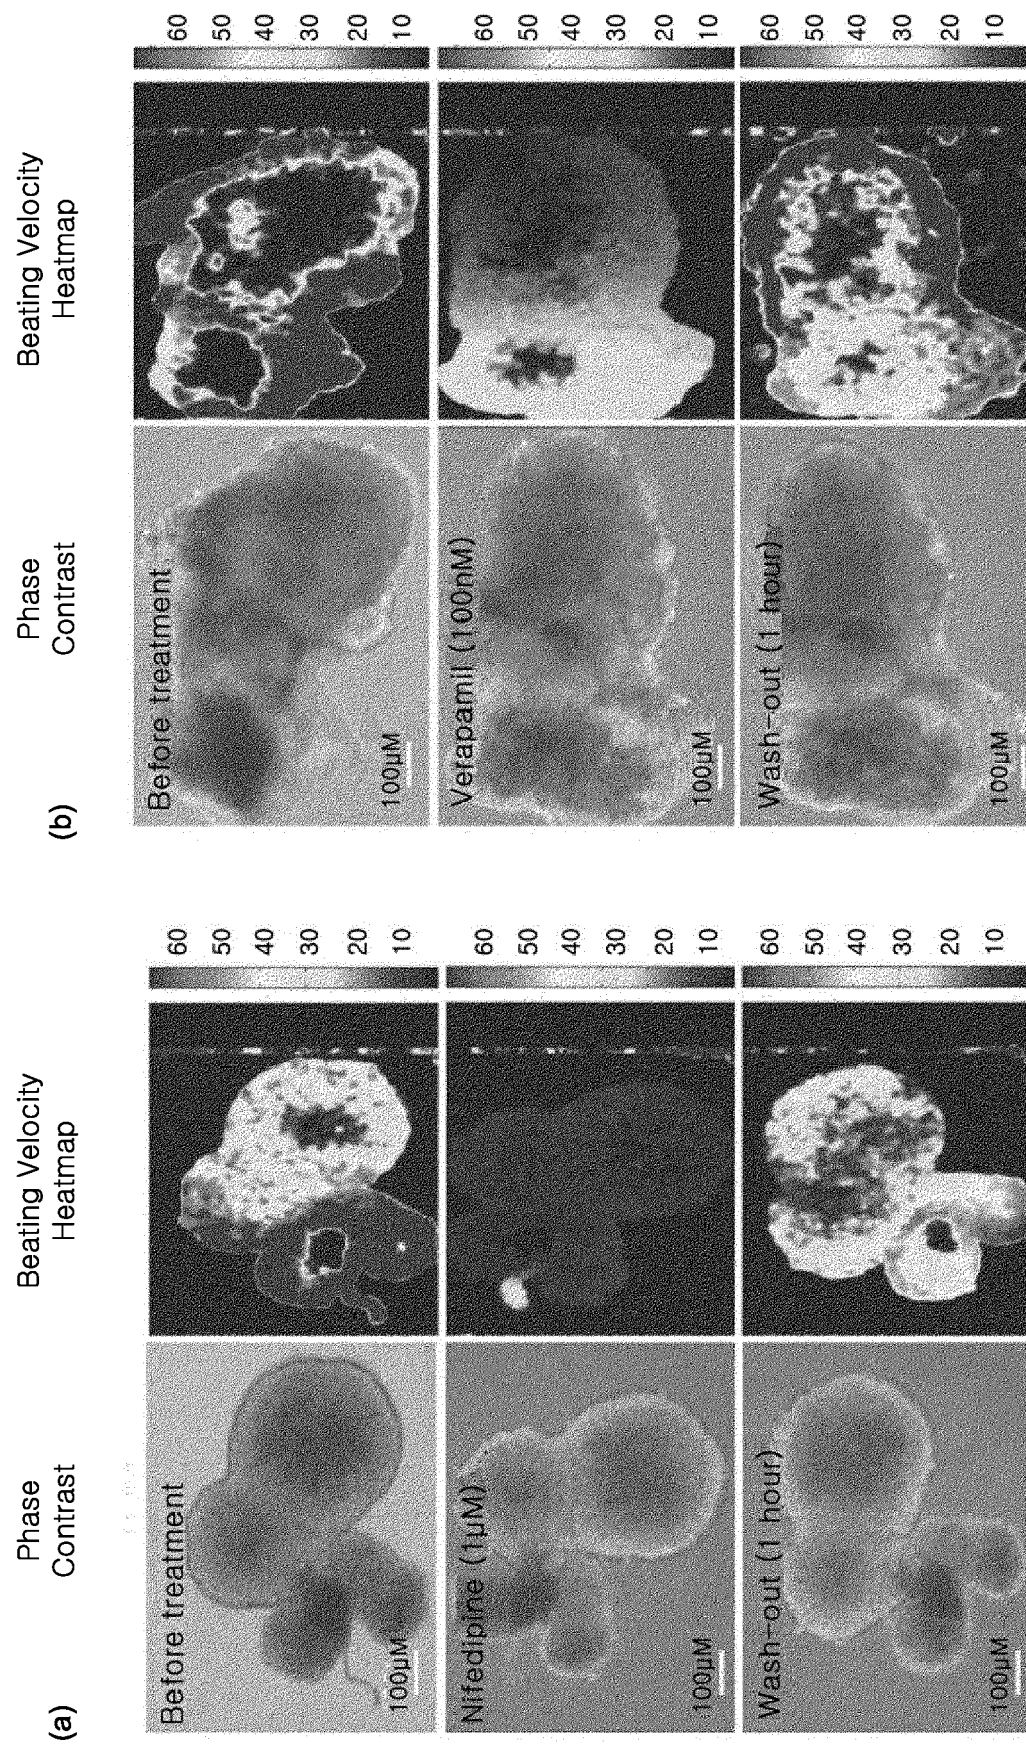 (a)
Phase
Contrast
Beating Velocity
Heatmap
Before treatment
100μM
60
50
40
30
20
10
Nifedipine (1μM)
100μM
60
50
40
30
20
10
Wash-out (1 hour)
100μM
60
50
40
30
20
10
(b)
Phase
Contrast
Beating Velocity
Heatmap
Before treatment
100μM
60
50
40
30
20
10
Verapamil (100nM)
100μM
60
50
40
30
20
10
Wash-out (1 hour)
100μM
60
50
40
30
20
10